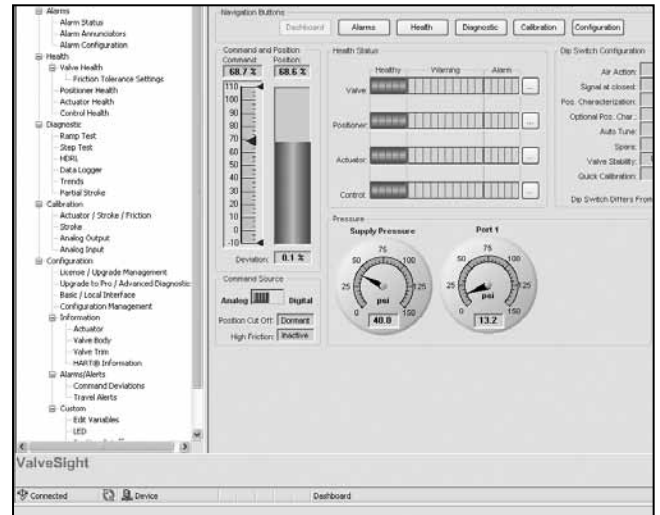 Alarms
Alarm Status
Alarm Annunciators
Alarm Configuration
Health
Valve Health
Friction Tolerance Settings
Positioner Health
Actuator Health
Control Health
Diagnostic
Ramp Test
Step Test
HDRL
Data Logger
Trends
Partial Stroke
Calibration
Actuator / Stroke / Friction
Stroke
Analog Output
Analog Input
Configuration
License / Upgrade Management
Upgrade to Pro / Advanced Diagnostic
Basic / Local Interface
Configuration Management
Information
Actuator
Valve Body
Valve Trim
HART® Information
Alarms/Alerts
Command Deviations
Travel Alerts
Custom
Edit Variables
LED
Navigation Buttons
Dashboard Alarms Health Diagnostic Calibration Configuration
Command and Position
Command Position
68.7 % 68.6 %
110
100
90
80
70
60
50
40
30
20
10
0
-10
Deviation: 0.1 %
Command Source
Analog Digital
Position Cut Off: Dormant
High Friction: Inactive
Health Status
Healthy Warning Alarm
Valve ...
Positioner ...
Actuator ...
Control ...
Pressure
Supply Pressure
0 25 50 75 125 150
psi
40.0
Port 1
0 25 50 75 125 150
psi
13.2
Dip Switch Configuration
Air Action:
Signal at closed:
Pos. Characterization:
Optional Pos. Char.:
Auto Tune:
Spare:
Valve Stability:
Quick Calibration:
Dip Switch Differs From
ValveSight
Connected Device Dashboard